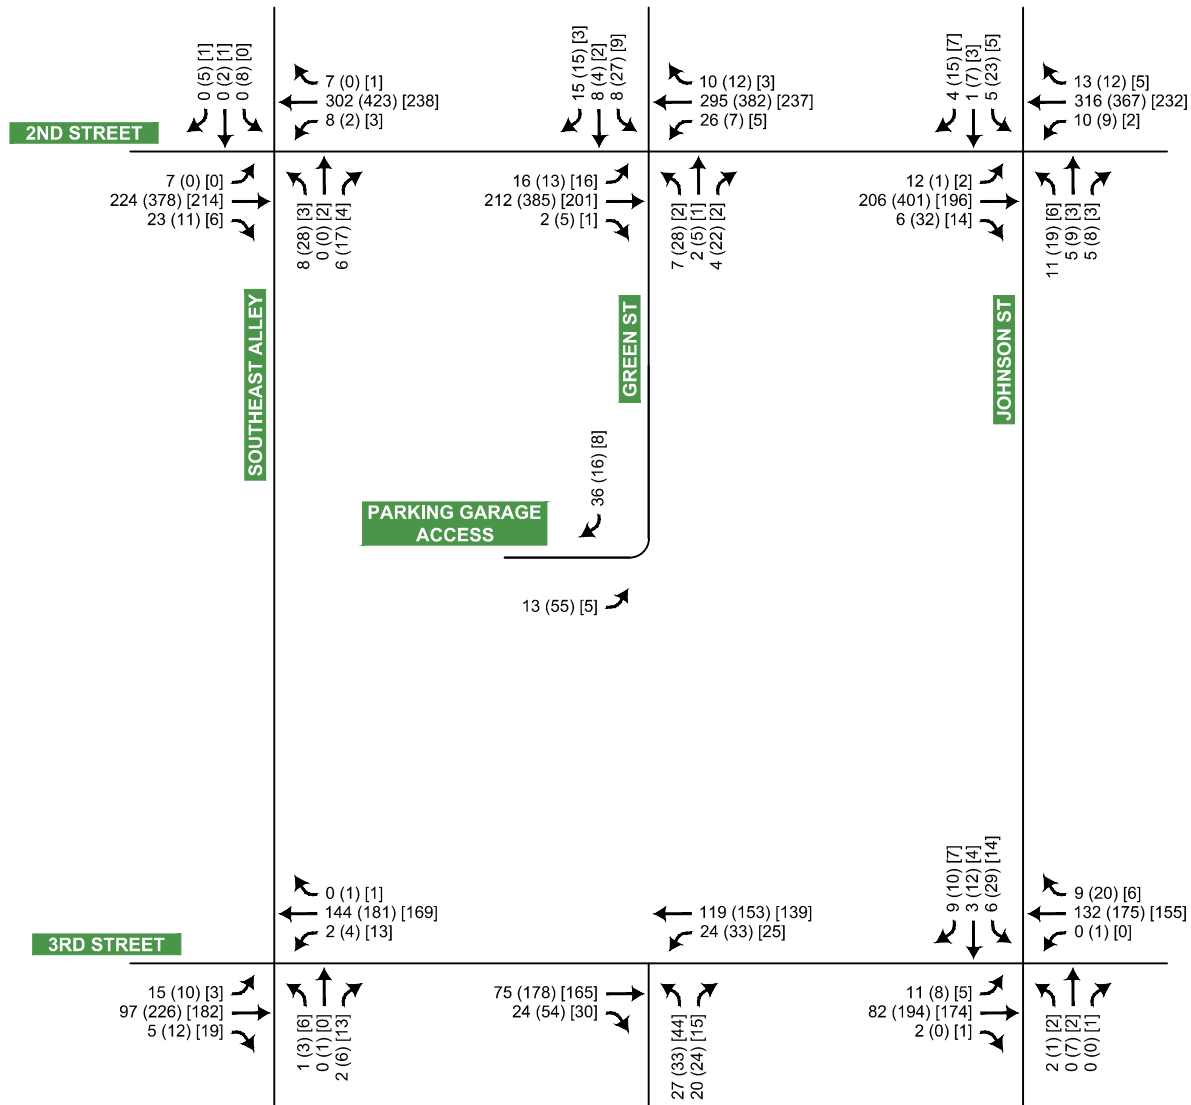 0 (5) [1]
0 (2) [1]
0 (8) [0]
7 (0) [1]
302 (423) [238]
8 (2) [3]
15 (15) [3]
8 (4) [2]
8 (27) [9]
10 (12) [3]
295 (382) [237]
26 (7) [5]
4 (15) [7]
1 (7) [3]
5 (23) [5]
13 (12) [5]
316 (367) [232]
10 (9) [2]
2ND STREET
7 (0) [0]
224 (378) [214]
23 (11) [6]
8 (28) [3]
0 (0) [2]
6 (17) [4]
16 (13) [16]
212 (385) [201]
2 (5) [1]
7 (28) [2]
2 (5) [1]
4 (22) [2]
12 (1) [2]
206 (401) [196]
6 (32) [14]
11 (19) [6]
5 (9) [3]
5 (8) [3]
SOUTHEAST ALLEY
GREEN ST
JOHNSON ST
36 (16) [8]
PARKING GARAGE
ACCESS
13 (55) [5]
0 (1) [1]
144 (181) [169]
2 (4) [13]
119 (153) [139]
24 (33) [25]
9 (10) [7]
3 (12) [4]
6 (29) [14]
9 (20) [6]
132 (175) [155]
0 (1) [0]
3RD STREET
15 (10) [3]
97 (226) [182]
5 (12) [19]
1 (3) [6]
0 (1) [0]
2 (6) [13]
75 (178) [165]
24 (54) [30]
27 (33) [44]
20 (24) [15]
11 (8) [5]
82 (194) [174]
2 (0) [1]
2 (1) [2]
0 (7) [2]
0 (0) [1]